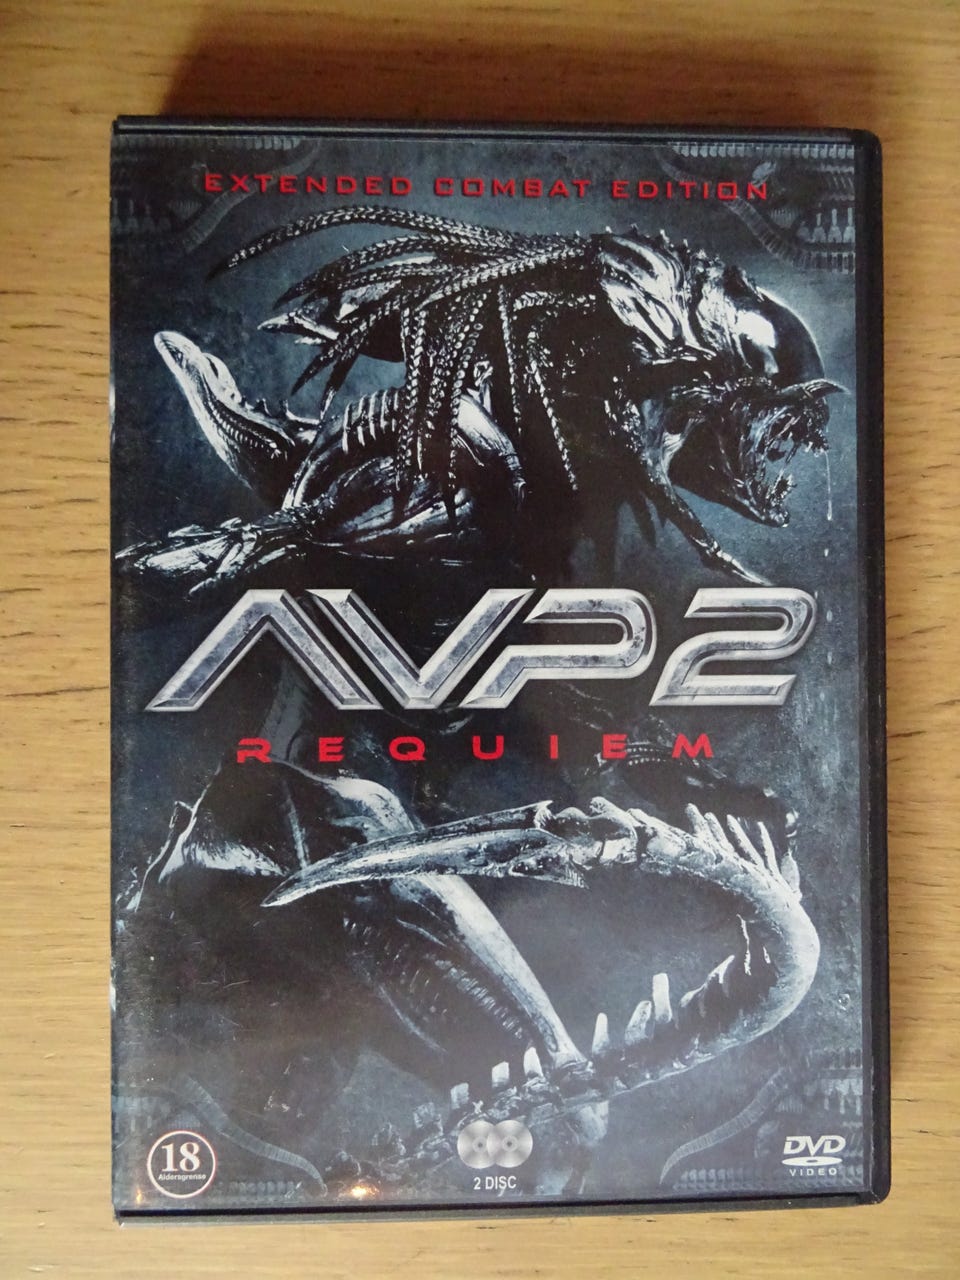 EXTENDED COMBAT EDITION
AVP2
REQUIEM
18
Aldersgrense
2 DISC
DVD
VIDEO